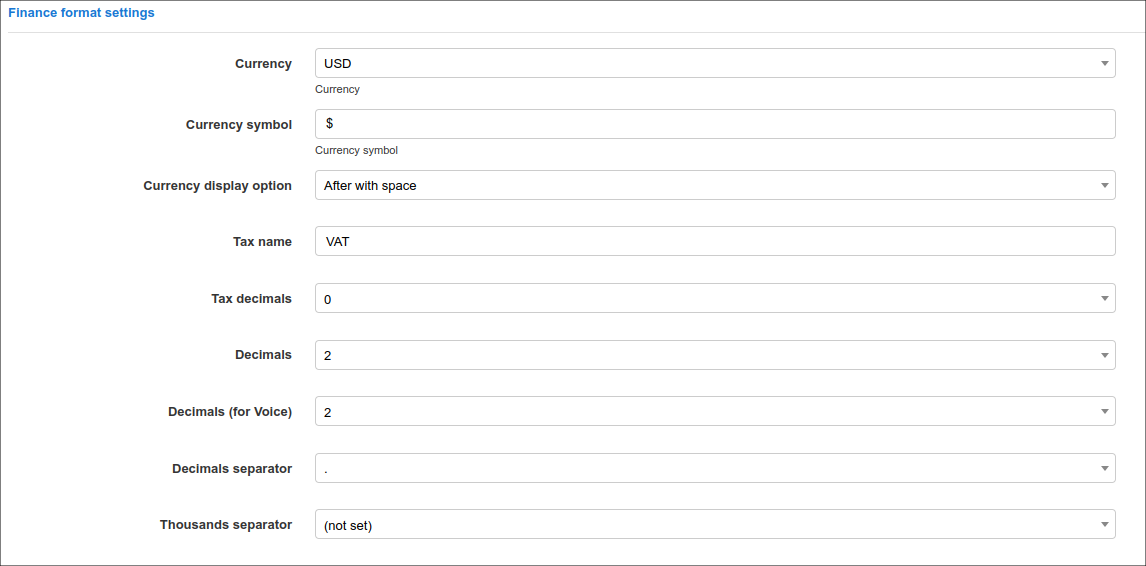 Finance format settings
Currency USD
Currency
Currency symbol $
Currency symbol
Currency display option After with space
Tax name VAT
Tax decimals 0
Decimals 2
Decimals (for Voice) 2
Decimals separator .
Thousands separator (not set)